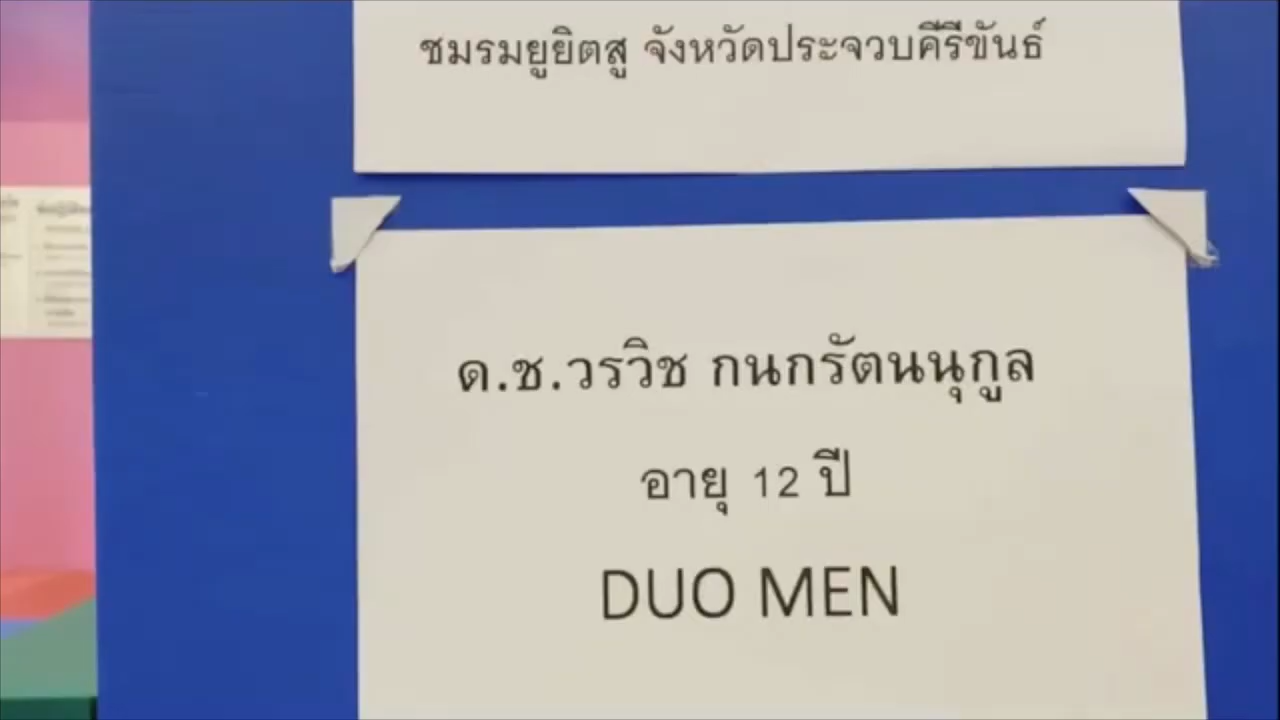 ชมรมยูยิตสู จังหวัดประจวบคีรีขันธ์
ด.ช.วรวิช กนกรัตนนุกูล
อายุ 12 ปี
DUO MEN